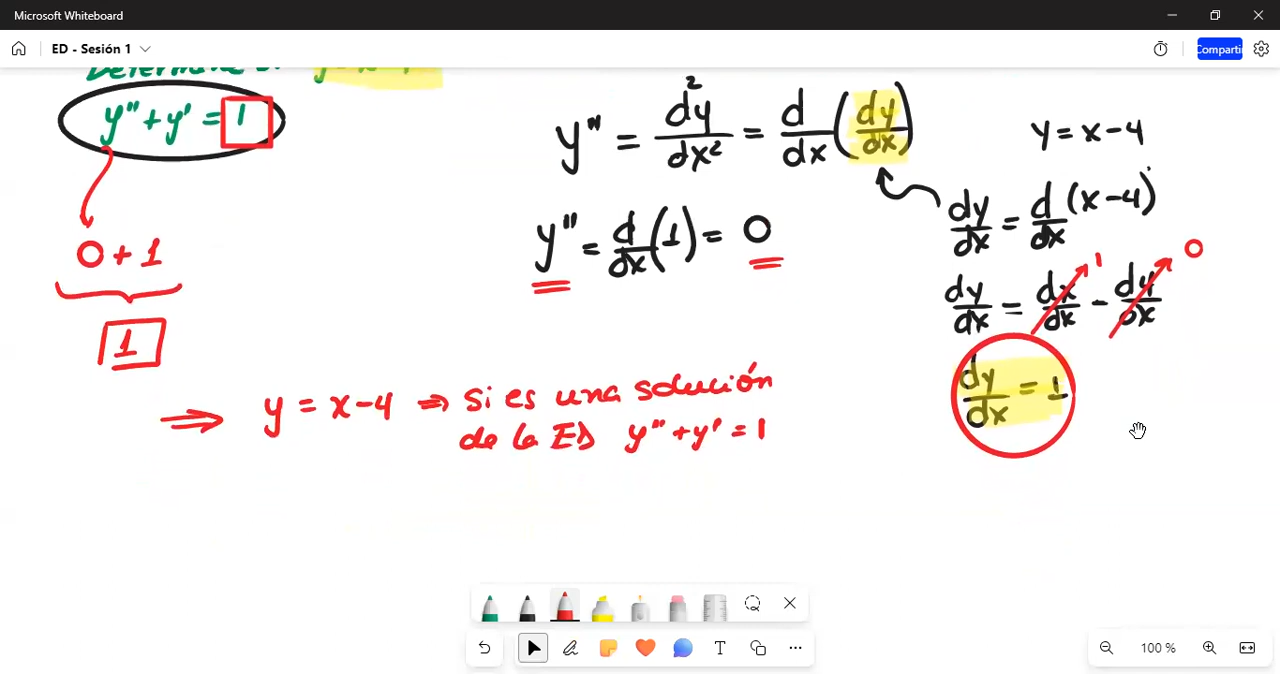 Microsoft Whiteboard
ED - Sesión 1
Compartir
Determine si
y'' + y' = 1
0 + 1
1
y'' = d²y/dx² = d/dx (dy/dx)
y'' = d/dx (1) = 0
y = x - 4
dy/dx = d/dx (x - 4)
dy/dx = dx/dx - d4/dx
1
0
dy/dx = 1
⇒ y = x - 4 ⇒ Si es una solución
de la ED y'' + y' = 1
100 %